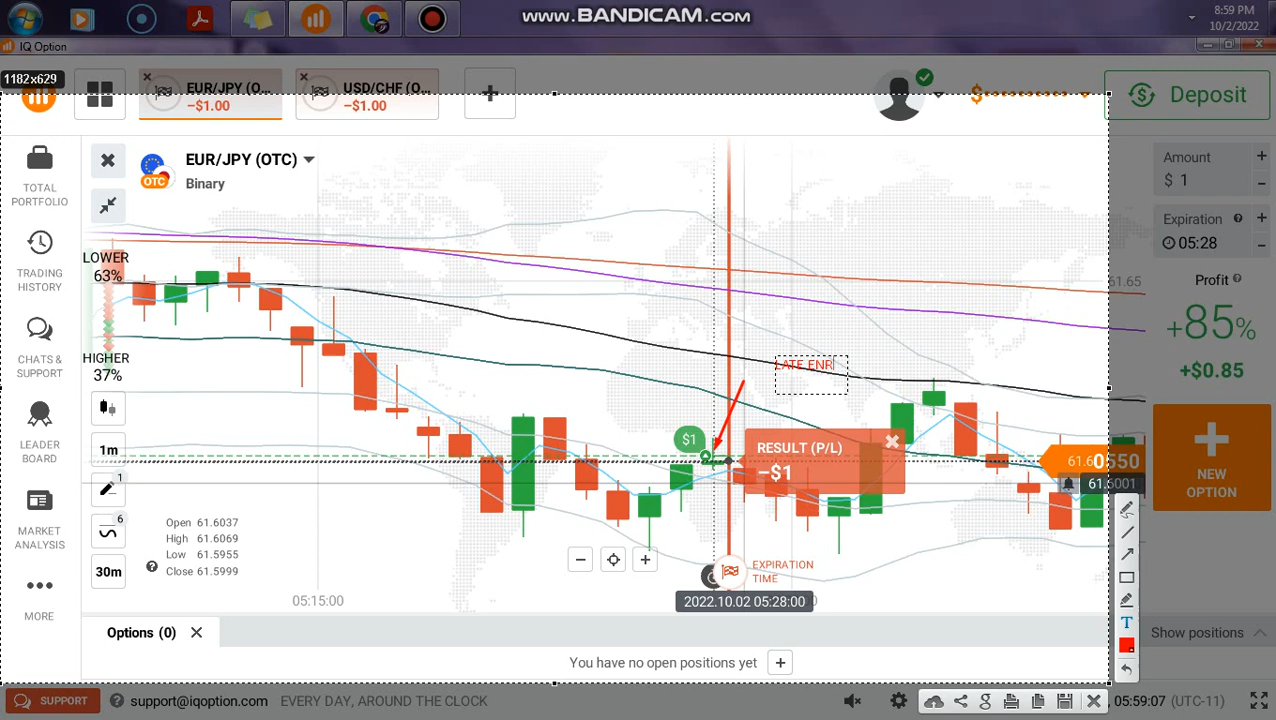 www.BANDICAM.com
8:59 PM
10/2/2022
IQ Option
1182x629
EUR/JPY (O...
–$1.00
USD/CHF (O...
–$1.00
Deposit
TOTAL
PORTFOLIO
TRADING
HISTORY
CHATS &
SUPPORT
LEADER
BOARD
MARKET
ANALYSIS
MORE
EUR/JPY (OTC)
OTC
Binary
LOWER
63%
HIGHER
37%
1m
1
6
30m
Open 61.6037
High 61.6069
Low 61.5955
Close 61.5999
LATE ENR
$1
RESULT (P/L)
–$1
EXPIRATION
TIME
05:15:00
2022.10.02 05:28:00
61.65
0550
Amount
$ 1
Expiration
05:28
Profit
+85%
+$0.85
NEW
OPTION
Options (0)
You have no open positions yet
Show positions
SUPPORT
support@iqoption.com
EVERY DAY, AROUND THE CLOCK
05:59:07 (UTC-11)